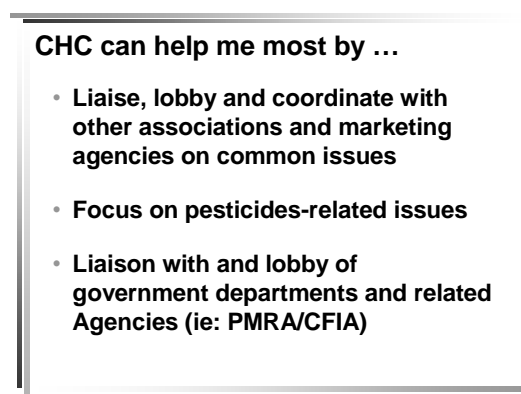 CHC can help me most by …
• Liaise, lobby and coordinate with
other associations and marketing
agencies on common issues
• Focus on pesticides-related issues
• Liaison with and lobby of
government departments and related
Agencies (ie: PMRA/CFIA)